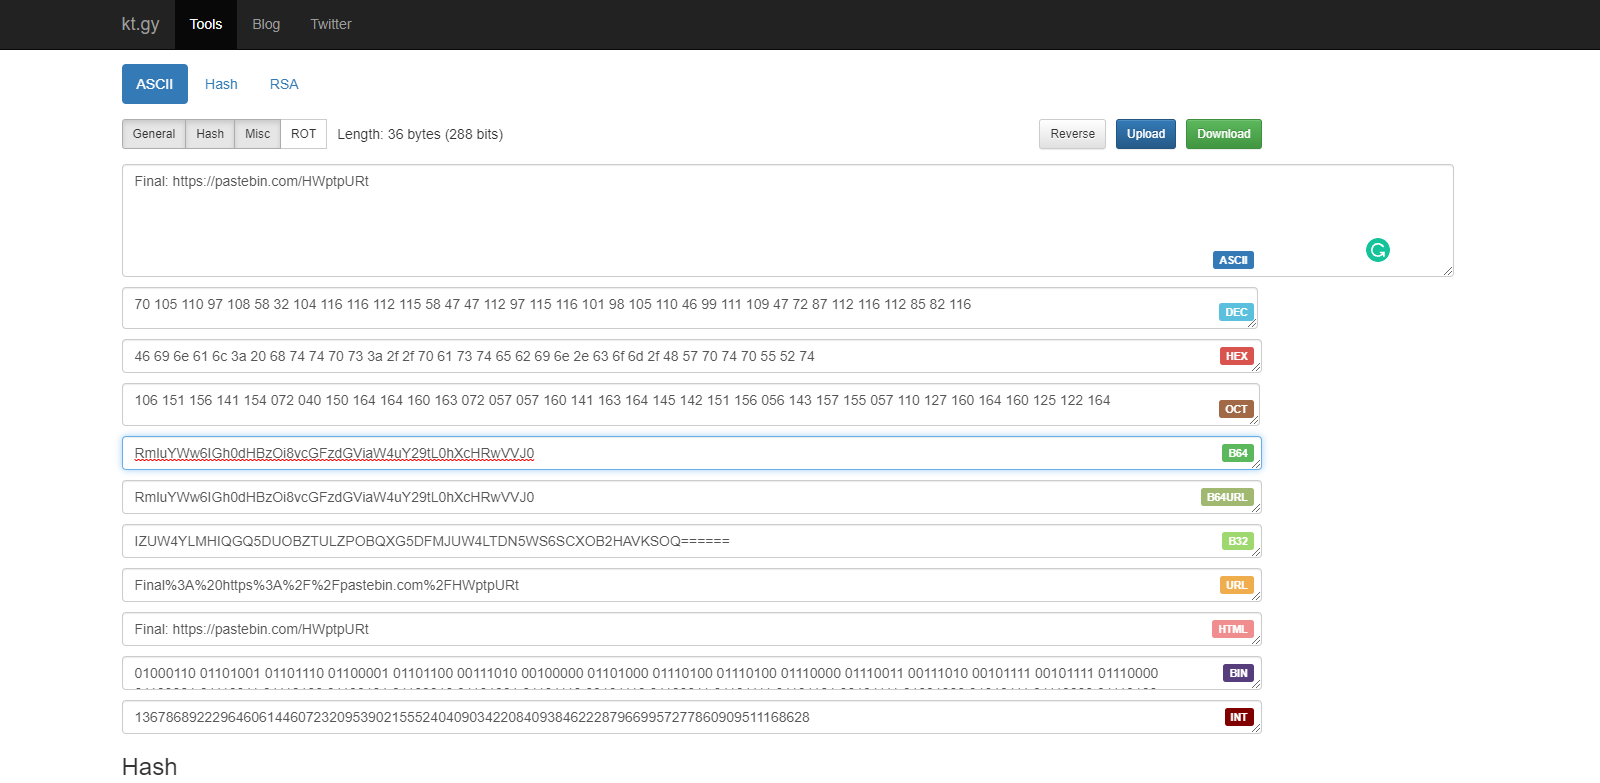 kt.gy Tools Blog Twitter
ASCII Hash RSA
General Hash Misc ROT Length: 36 bytes (288 bits) Reverse Upload Download
Final: https://pastebin.com/HWptpURt
ASCII
70 105 110 97 108 58 32 104 116 116 112 115 58 47 47 112 97 115 116 101 98 105 110 46 99 111 109 47 72 87 112 116 112 85 82 116
DEC
46 69 6e 61 6c 3a 20 68 74 74 70 73 3a 2f 2f 70 61 73 74 65 62 69 6e 2e 63 6f 6d 2f 48 57 70 74 70 55 52 74 HEX
106 151 156 141 154 072 040 150 164 164 160 163 072 057 057 160 141 163 164 145 142 151 156 056 143 157 155 057 110 127 160 164 160 125 122 164
OCT
RmluYWw6IGh0dHBzOi8vcGFzdGViaW4uY29tL0hXcHRwVVJ0 B64
RmluYWw6IGh0dHBzOi8vcGFzdGViaW4uY29tL0hXcHRwVVJ0 B64URL
IZUW4YLMHIQGQ5DUOBZTULZPOBQXG5DFMJUW4LTDN5WS6SCXOB2HAVKSOQ====== B32
Final%3A%20https%3A%2F%2Fpastebin.com%2FHWptpURt URL
Final: https://pastebin.com/HWptpURt HTML
01000110 01101001 01101110 01100001 01101100 00111010 00100000 01101000 01110100 01110100 01110000 01110011 00111010 00101111 00101111 01110000 BIN
136786892229646061446072320953902155524040903422084093846222879669957277860909511168628 INT
Hash